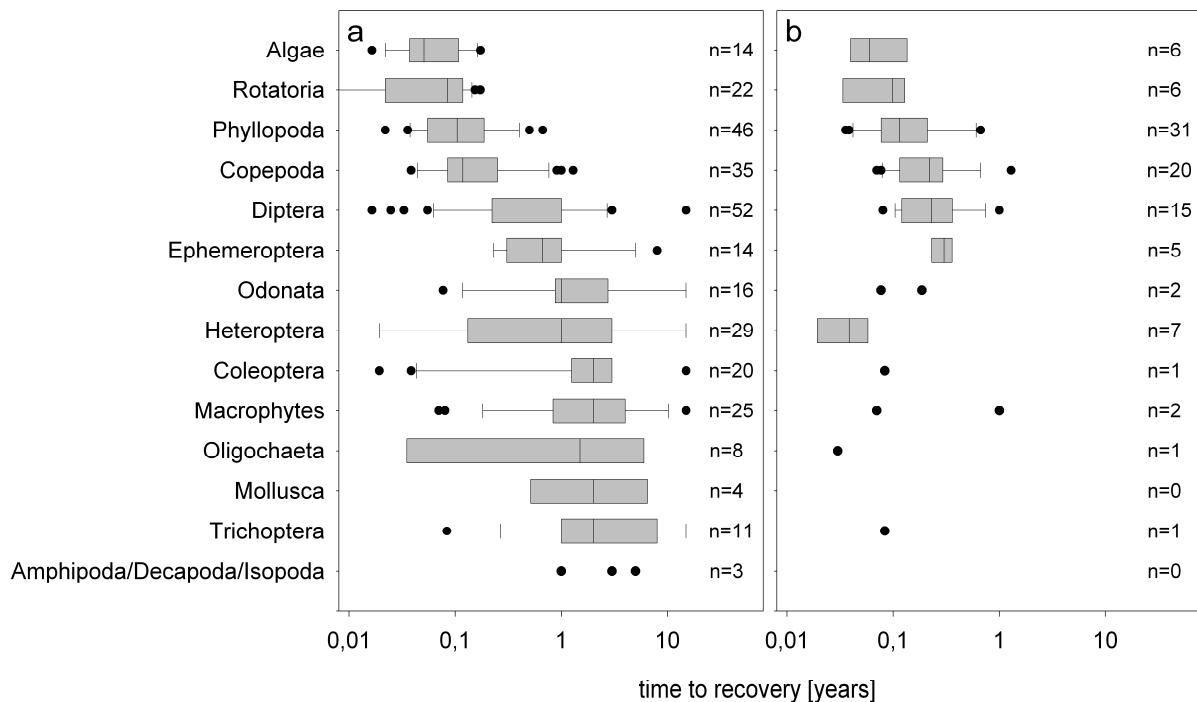 a b
Algae n=14 n=6
Rotatoria n=22 n=6
Phyllopoda n=46 n=31
Copepoda n=35 n=20
Diptera n=52 n=15
Ephemeroptera n=14 n=5
Odonata n=16 n=2
Heteroptera n=29 n=7
Coleoptera n=20 n=1
Macrophytes n=25 n=2
Oligochaeta n=8 n=1
Mollusca n=4 n=0
Trichoptera n=11 n=1
Amphipoda/Decapoda/Isopoda n=3 n=0
0,01 0,1 1 10 0,01 0,1 1 10
time to recovery [years]